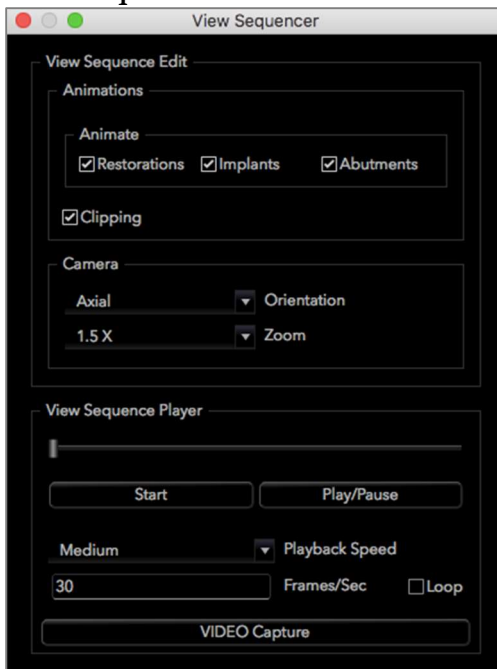 View Sequencer
View Sequence Edit
Animations
Animate
Restorations Implants Abutments
Clipping
Camera
Axial Orientation
1.5 X Zoom
View Sequence Player
Start Play/Pause
Medium Playback Speed
30 Frames/Sec Loop
VIDEO Capture